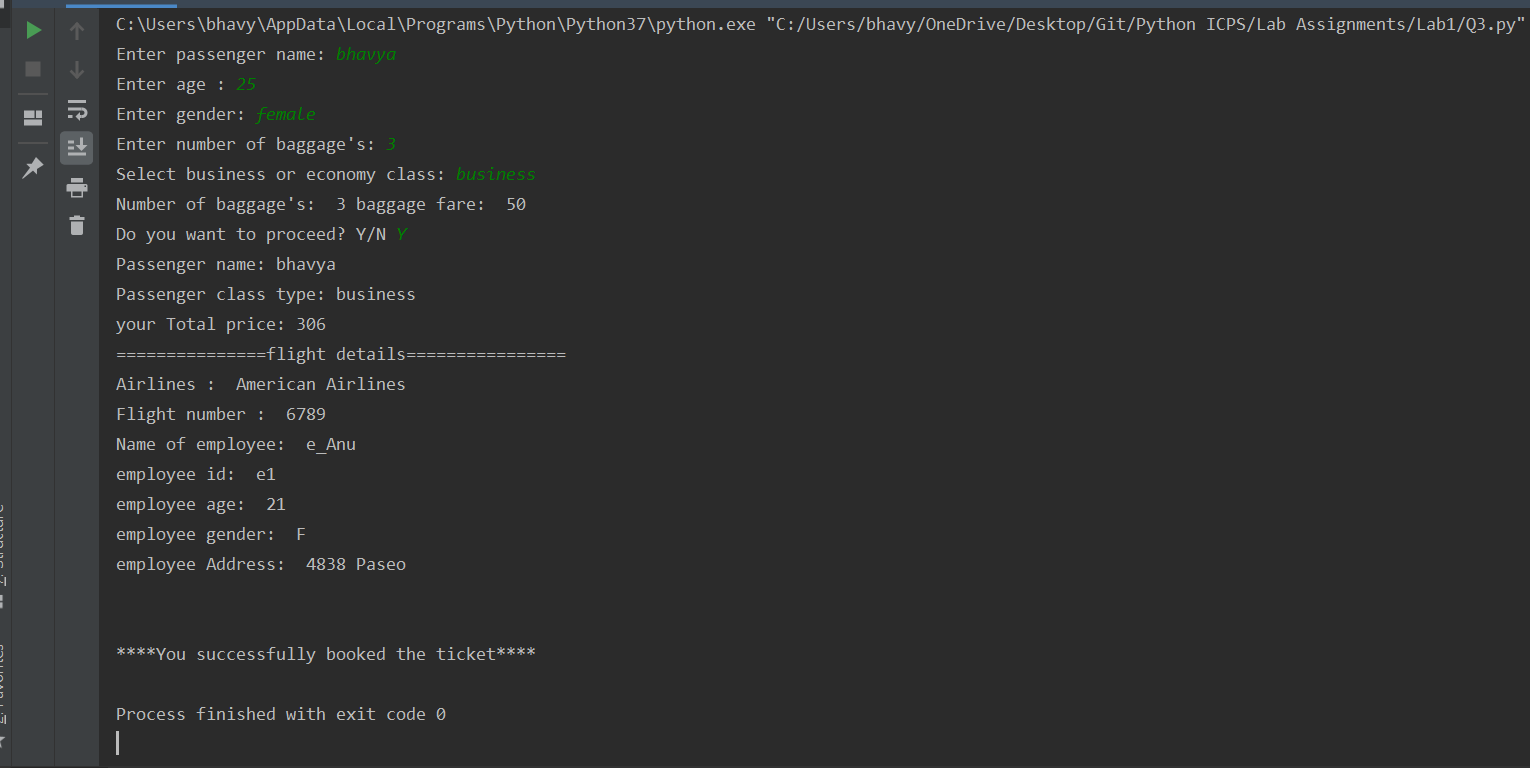 C:\Users\bhavy\AppData\Local\Programs\Python\Python37\python.exe "C:/Users/bhavy/OneDrive/Desktop/Git/Python ICPS/Lab Assignments/Lab1/Q3.py"
Enter passenger name: bhavya
Enter age : 25
Enter gender: female
Enter number of baggage's: 3
Select business or economy class: business
Number of baggage's:  3 baggage fare:  50
Do you want to proceed? Y/N Y
Passenger name: bhavya
Passenger class type: business
your Total price: 306
===============flight details================
Airlines :  American Airlines
Flight number :  6789
Name of employee:  e_Anu
employee id:  e1
employee age:  21
employee gender:  F
employee Address:  4838 Paseo
****You successfully booked the ticket****
Process finished with exit code 0